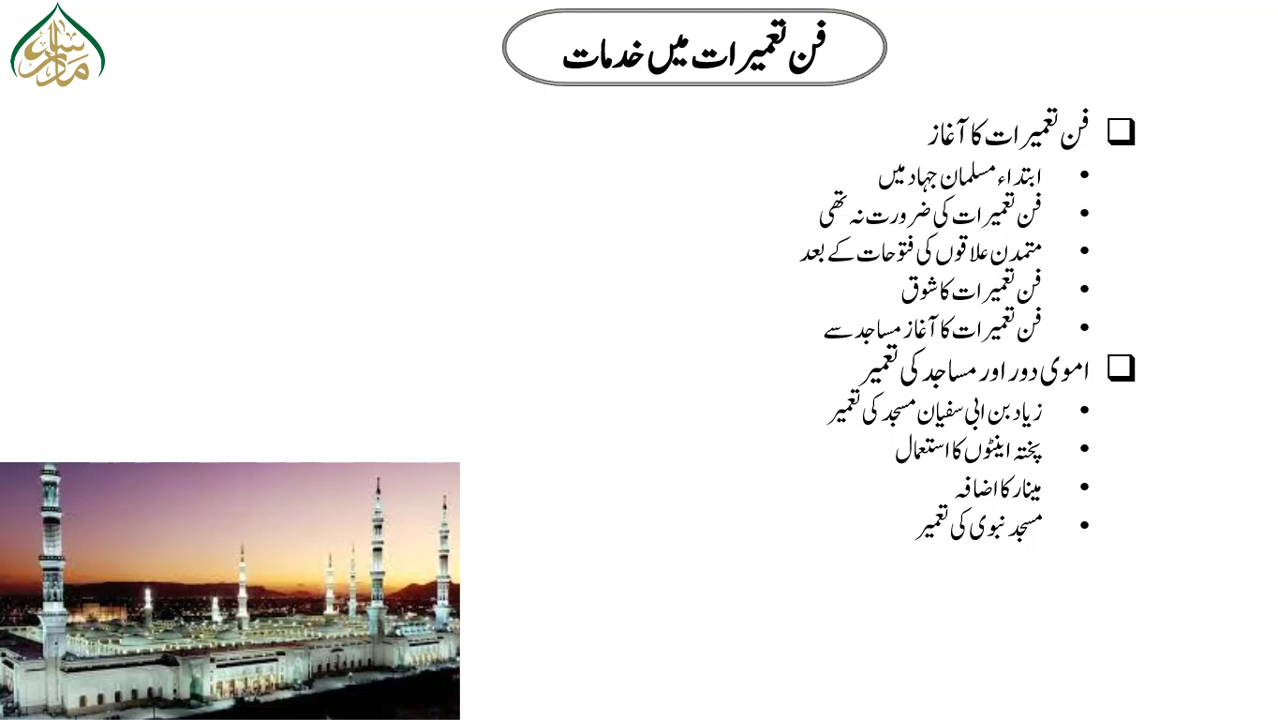 فن تعمیرات میں خدمات
فن تعمیرات کا آغاز
ابتداء مسلمان جہاد میں
فن تعمیرات کی ضرورت نہ تھی
متمدن علاقوں کی فتوحات کے بعد
فن تعمیرات کا شوق
فن تعمیرات کا آغاز مساجد سے
اموی دور اور مساجد کی تعمیر
زیاد بن ابی سفیان مسجد کی تعمیر
پختہ اینٹوں کا استعمال
مینار کا اضافہ
مسجد نبوی کی تعمیر